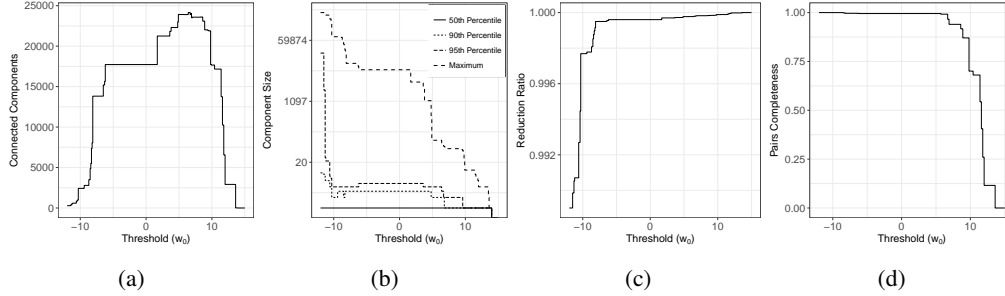 Connected Components
25000
20000
15000
10000
5000
0
-10
0
10
Threshold (w0)
(a)
Component Size
59874
1097
20
50th Percentile
90th Percentile
95th Percentile
Maximum
-10
0
10
Threshold (w0)
(b)
Reduction Ratio
1.000
0.996
0.992
-10
0
10
Threshold (w0)
(c)
Pairs Completeness
1.00
0.75
0.50
0.25
0.00
-10
0
10
Threshold (w0)
(d)